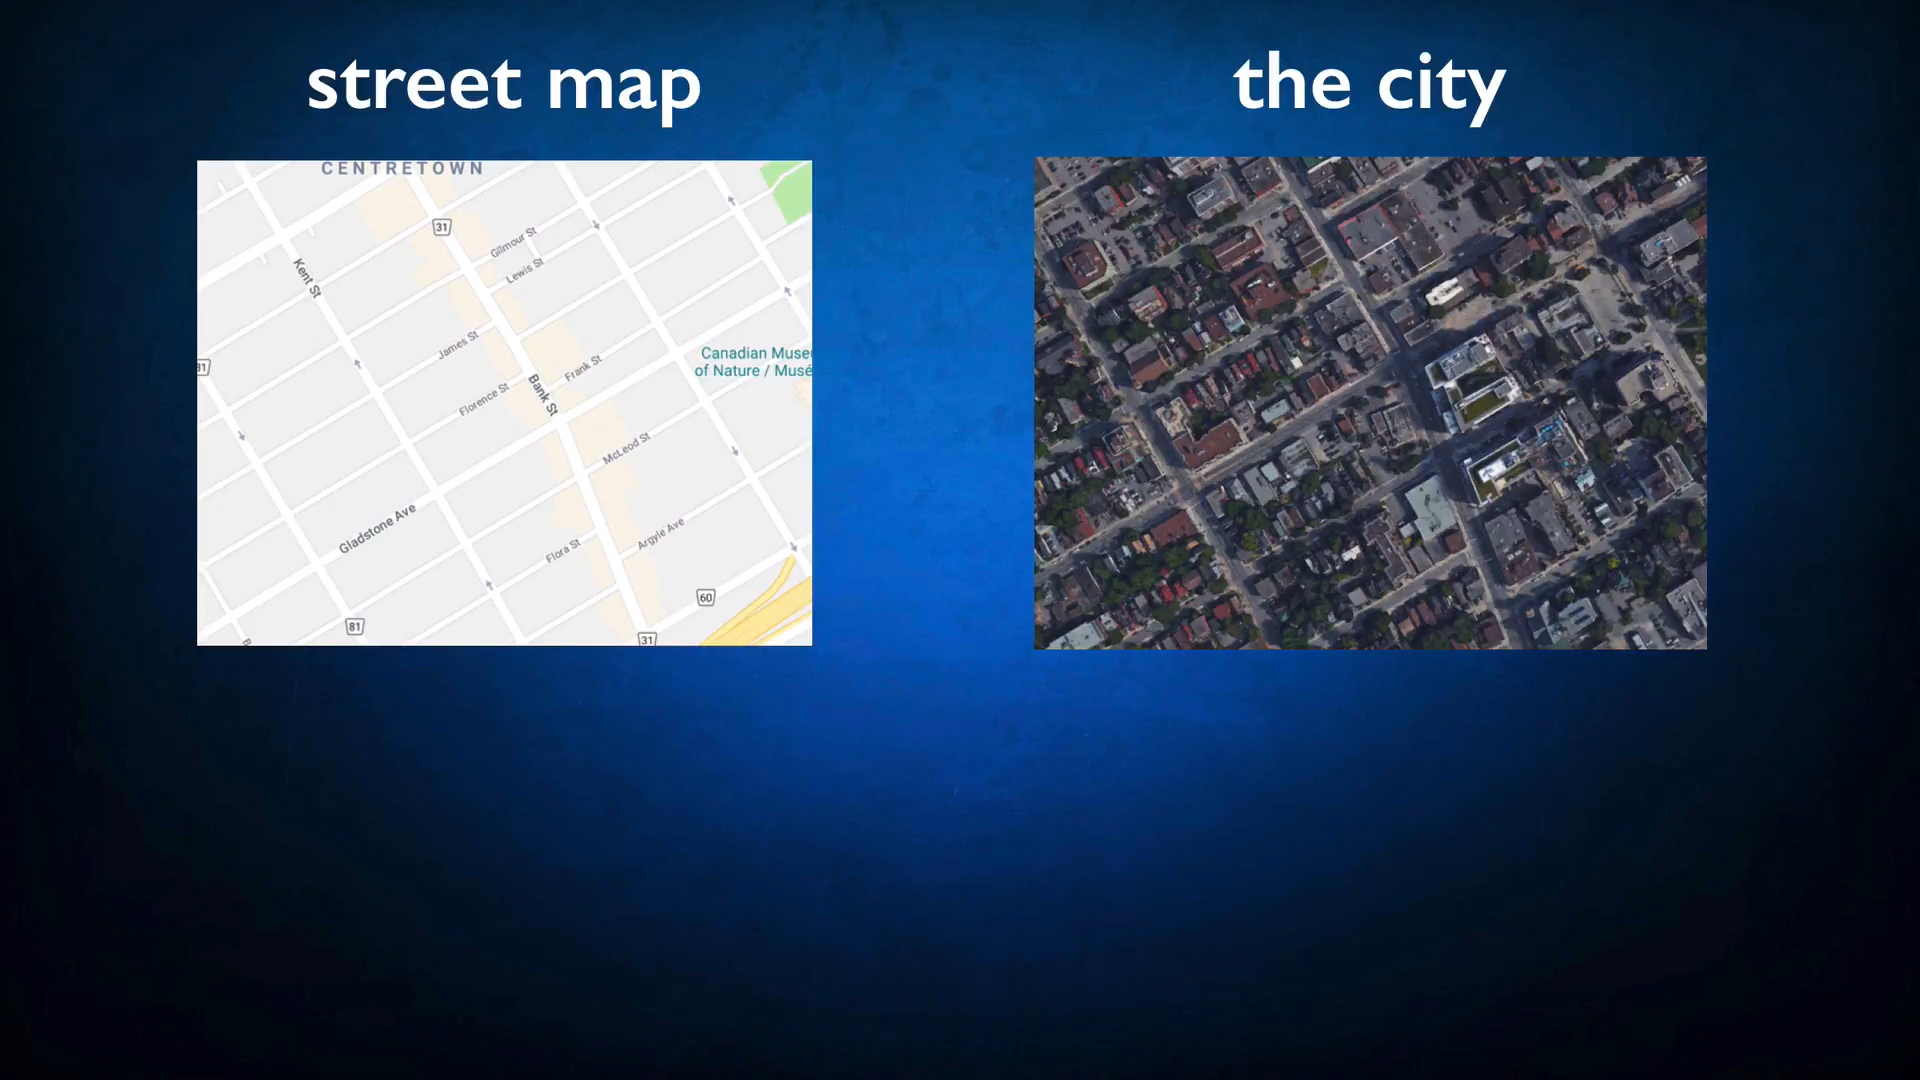 street map
the city
CENTRETOWN
31
Gilmour St
Kent St
Lewis St
James St
Canadian Muse
of Nature / Musé
31
Frank St
Bank St
Florence St
McLeod St
Gladstone Ave
Argyle Ave
Flora St
60
81
31
B